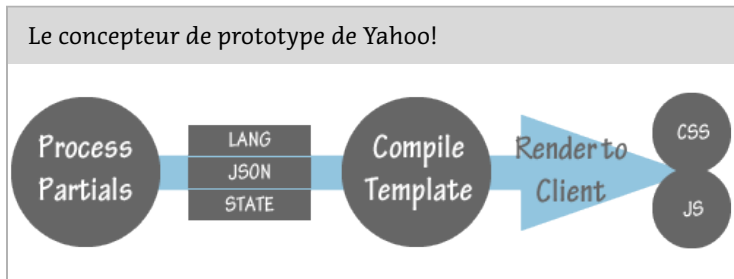 Le concepteur de prototype de Yahoo!
Process
Partials
LANG
JSON
STATE
Compile
Template
Render to
Client
CSS
JS